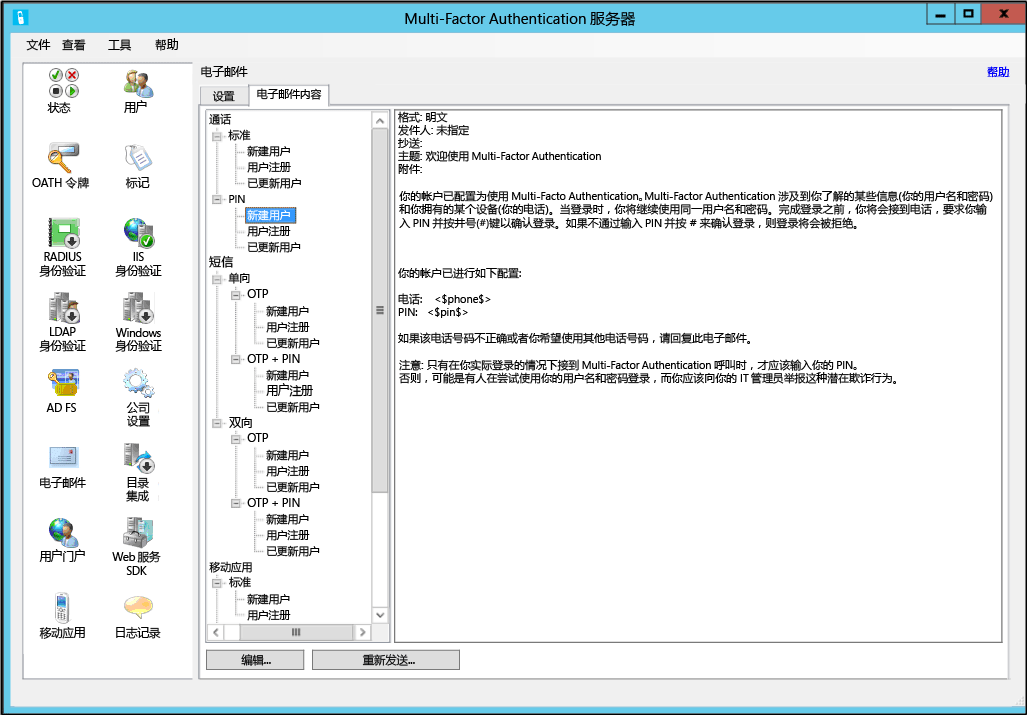 Multi-Factor Authentication 服务器
文件 查看 工具 帮助
状态
用户
OATH 令牌
标记
RADIUS
身份验证
IIS
身份验证
LDAP
身份验证
Windows
身份验证
AD FS
公司
设置
电子邮件
目录
集成
用户门户
Web 服务
SDK
移动应用
日志记录
电子邮件
帮助
设置
电子邮件内容
通话
标准
新建用户
用户注册
已更新用户
PIN
新建用户
用户注册
已更新用户
短信
单向
OTP
新建用户
用户注册
已更新用户
OTP + PIN
新建用户
用户注册
已更新用户
双向
OTP
新建用户
用户注册
已更新用户
OTP + PIN
新建用户
用户注册
已更新用户
移动应用
标准
新建用户
用户注册
格式: 明文
发件人: 未指定
抄送:
主题: 欢迎使用 Multi-Factor Authentication
附件:
你的帐户已配置为使用 Multi-Facto Authentication。Multi-Factor Authentication 涉及到你了解的某些信息(你的用户名和密码)
和你拥有的某个设备(你的电话)。当登录时，你将继续使用同一用户名和密码。完成登录之前，你将会接到电话，要求你输
入 PIN 并按井号(#)键以确认登录。如果不通过输入 PIN 并按 # 来确认登录，则登录将会被拒绝。
你的帐户已进行如下配置:
电话: <$phone$>
PIN: <$pin$>
如果该电话号码不正确或者你希望使用其他电话号码，请回复此电子邮件。
注意: 只有在你实际登录的情况下接到 Multi-Factor Authentication 呼叫时，才应该输入你的 PIN。
否则，可能是有人在尝试使用你的用户名和密码登录，而你应该向你的 IT 管理员举报这种潜在欺诈行为。
编辑...
重新发送...